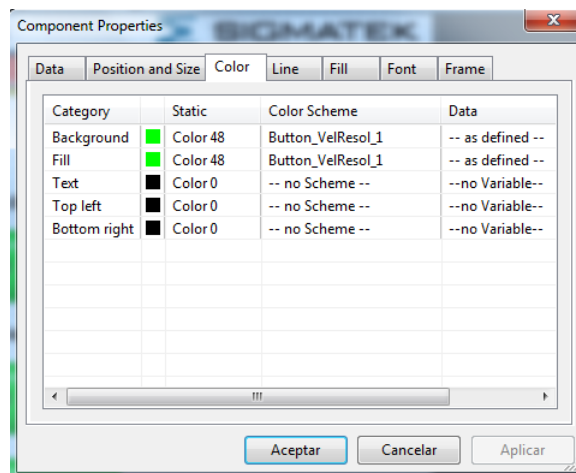 Component Properties
SIGMATEK
Data Position and Size Color Line Fill Font Frame
Category Static Color Scheme Data
Background Color 48 Button_VelResol_1 -- as defined --
Fill Color 48 Button_VelResol_1 -- as defined --
Text Color 0 -- no Scheme -- --no Variable--
Top left Color 0 -- no Scheme -- --no Variable--
Bottom right Color 0 -- no Scheme -- --no Variable--
Aceptar Cancelar Aplicar